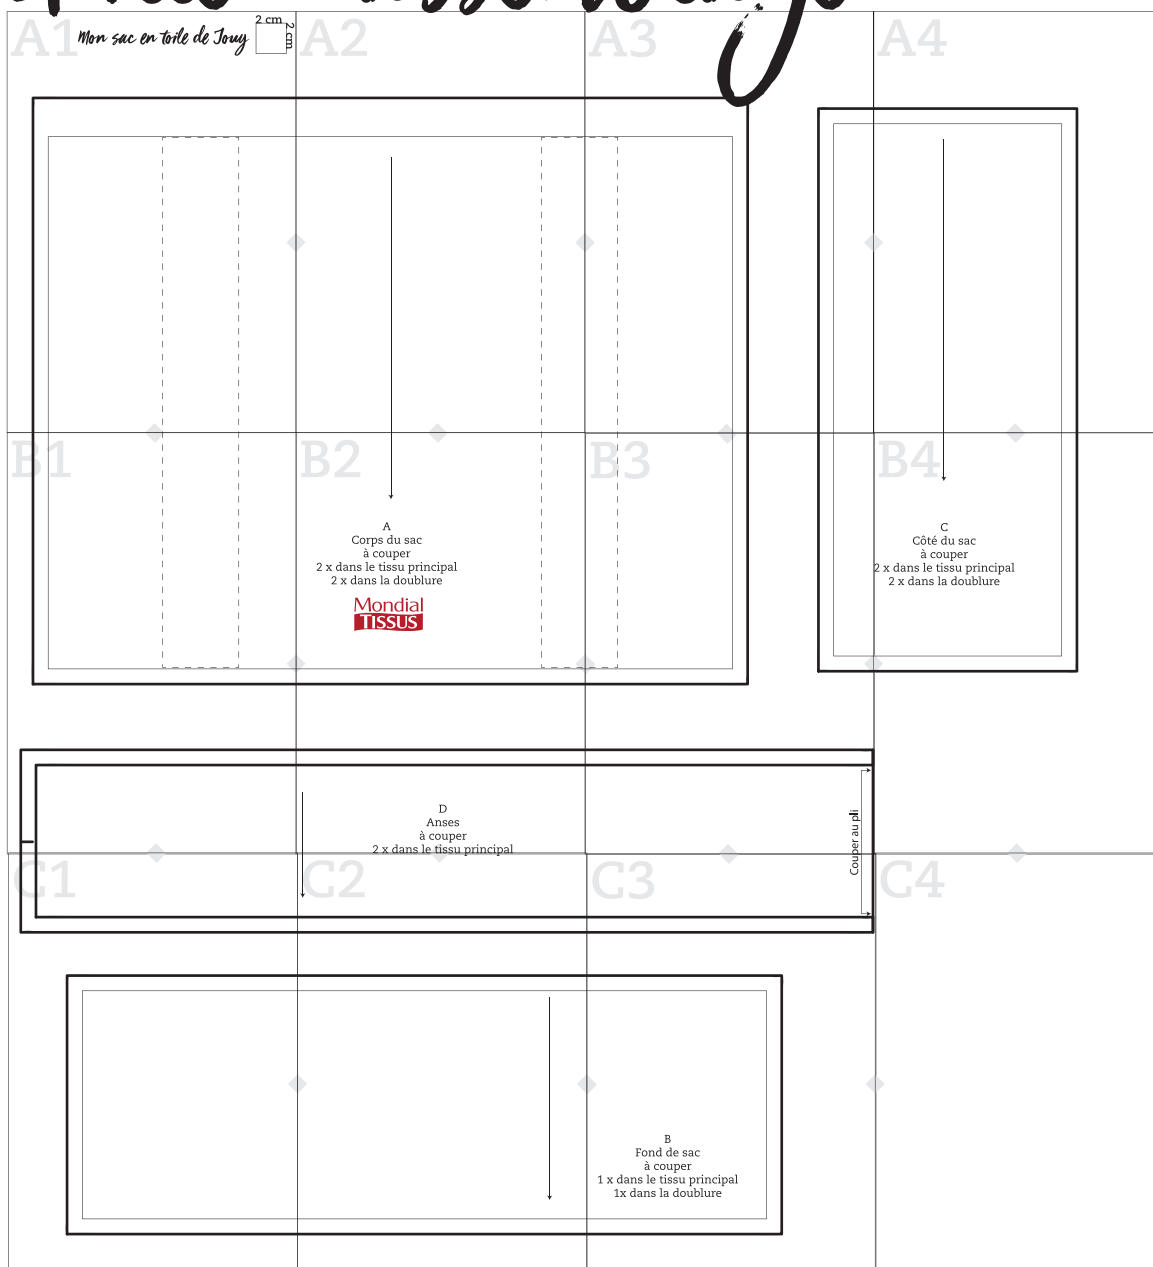 2 cm
2 cm
Mon sac en toile de Jouy
A1
A2
A3
A4
B1
B2
B3
B4
A
Corps du sac
à couper
2 x dans le tissu principal
2 x dans la doublure
Mondial
TISSUS
C
Côté du sac
à couper
2 x dans le tissu principal
2 x dans la doublure
D
Anses
à couper
2 x dans le tissu principal
Couper au pli
C1
C2
C3
C4
B
Fond de sac
à couper
1 x dans le tissu principal
1x dans la doublure